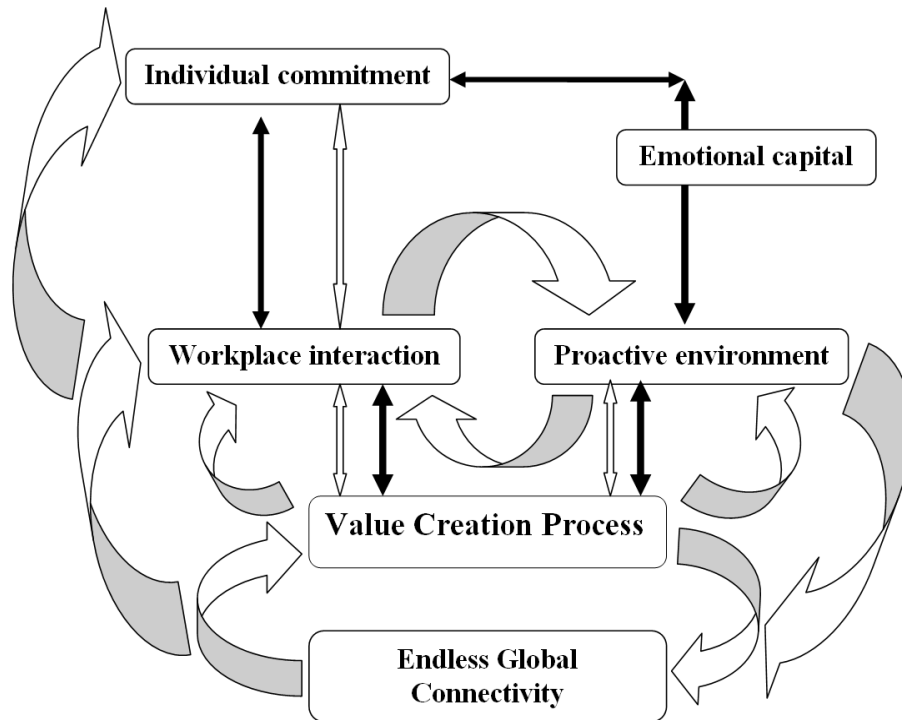 Individual commitment
Emotional capital
Workplace interaction
Proactive environment
Value Creation Process
Endless Global
Connectivity